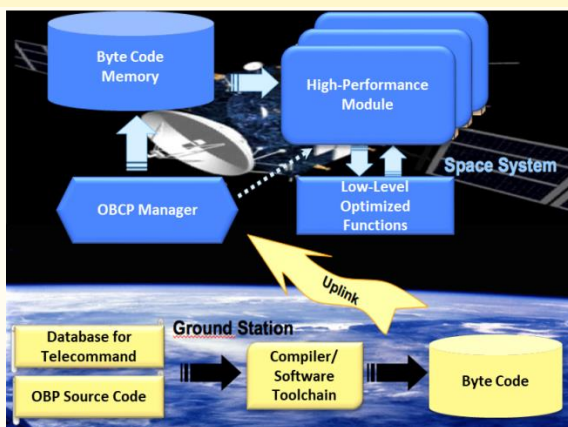 Byte Code
Memory
High-Performance
Module
Space System
OBCP Manager
Low-Level
Optimized
Functions
Uplink
Ground Station
Database for
Telecommand
OBP Source Code
Compiler/
Software
Toolchain
Byte Code